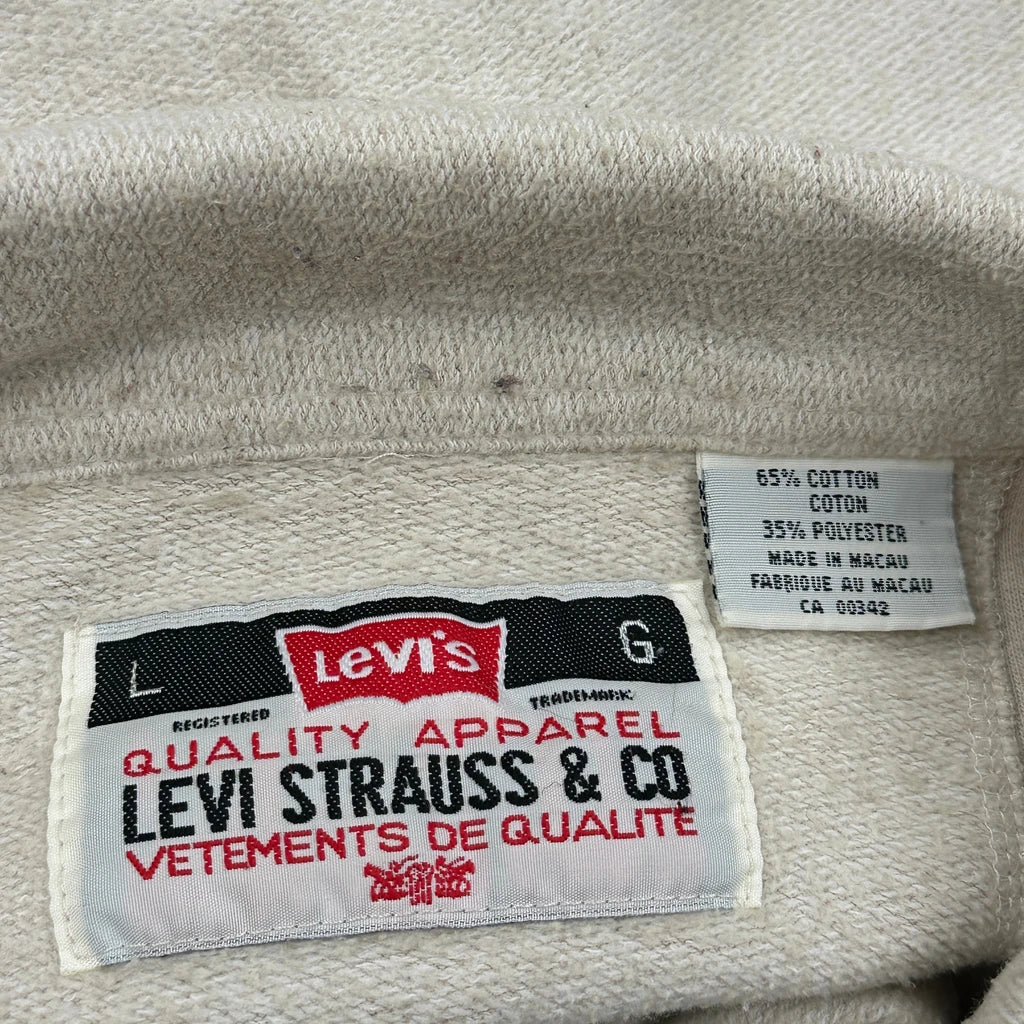 65% COTTON
COTON
35% POLYESTER
MADE IN MACAU
FABRIQUE AU MACAU
CA 00342
L
Levi's
G
REGISTERED
TRADEMARK
QUALITY APPAREL
LEVI STRAUSS & CO
VETEMENTS DE QUALITE